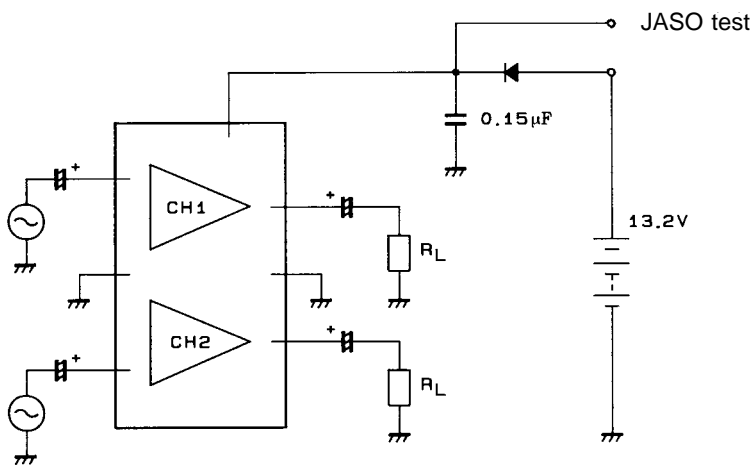 JASO test
0.15μF
CH1
13.2V
RL
CH2
RL
+
+
+
+